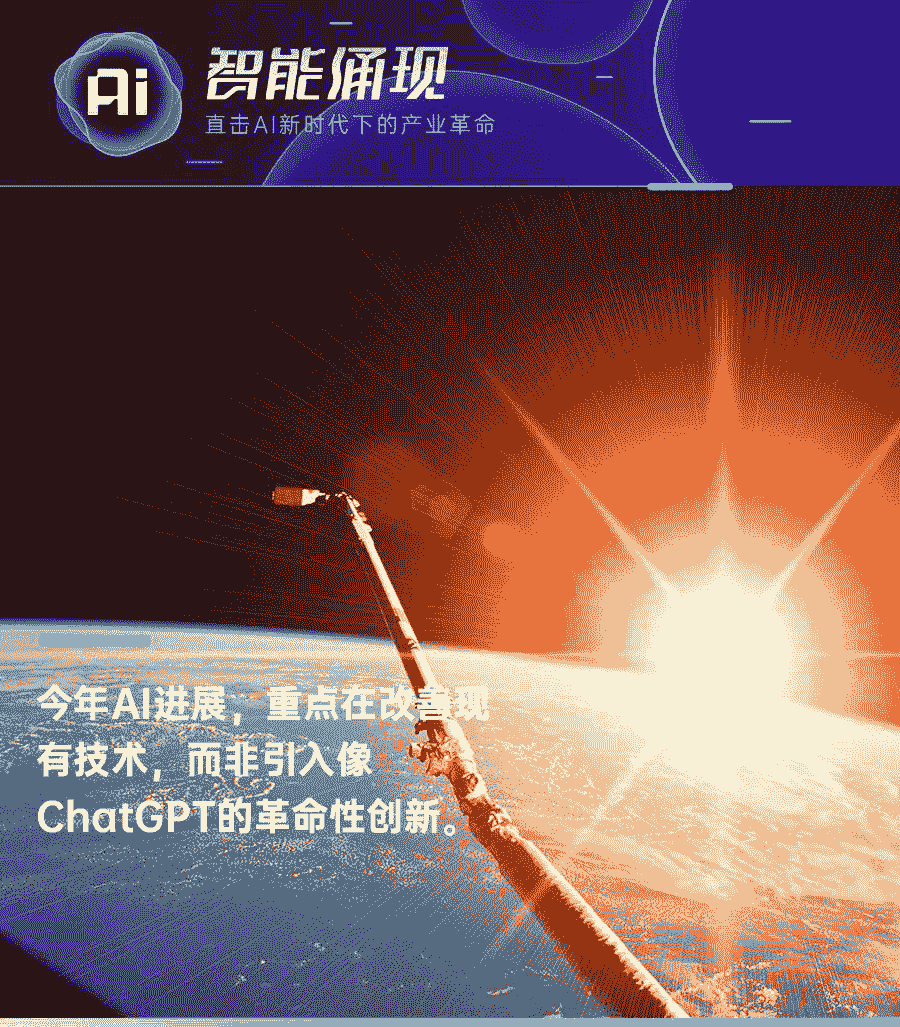 Ai
智能涌现
直击AI新时代下的产业革命
今年AI进展，重点在改善现
有技术，而非引入像
ChatGPT的革命性创新。